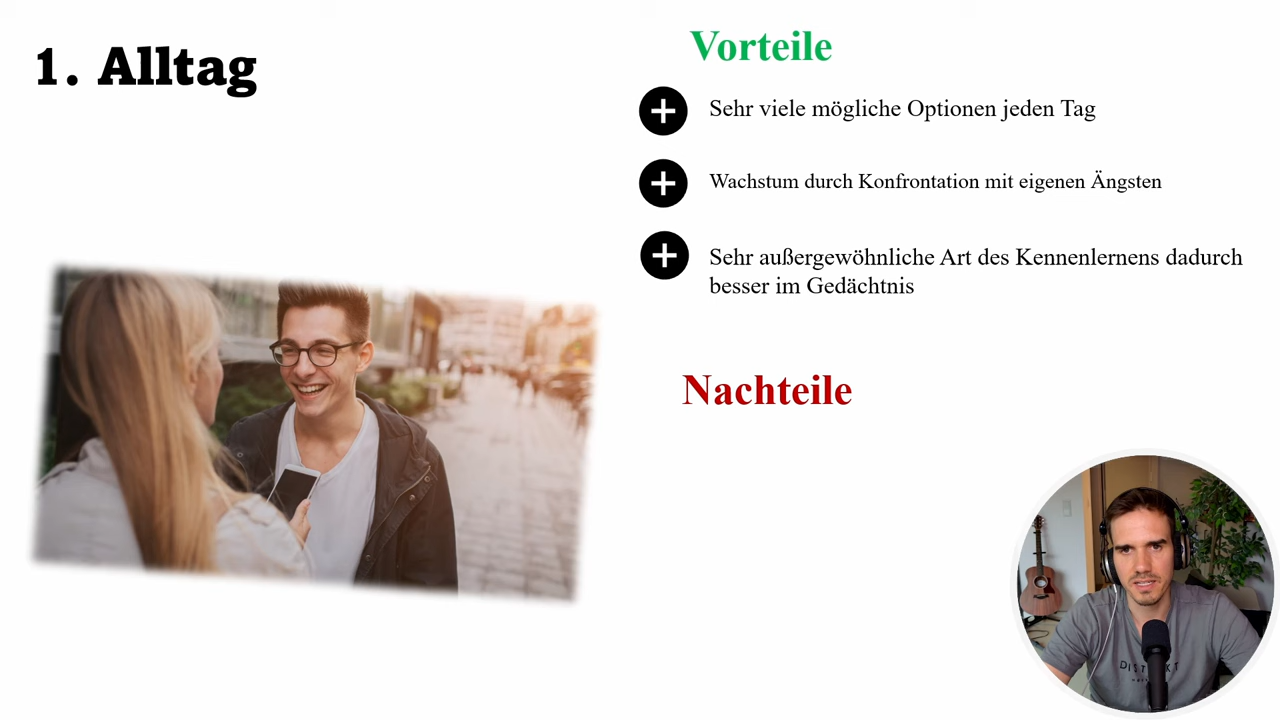 1. Alltag
Vorteile
Sehr viele mögliche Optionen jeden Tag
Wachstum durch Konfrontation mit eigenen Ängsten
Sehr außergewöhnliche Art des Kennenlernens dadurch
besser im Gedächtnis
Nachteile